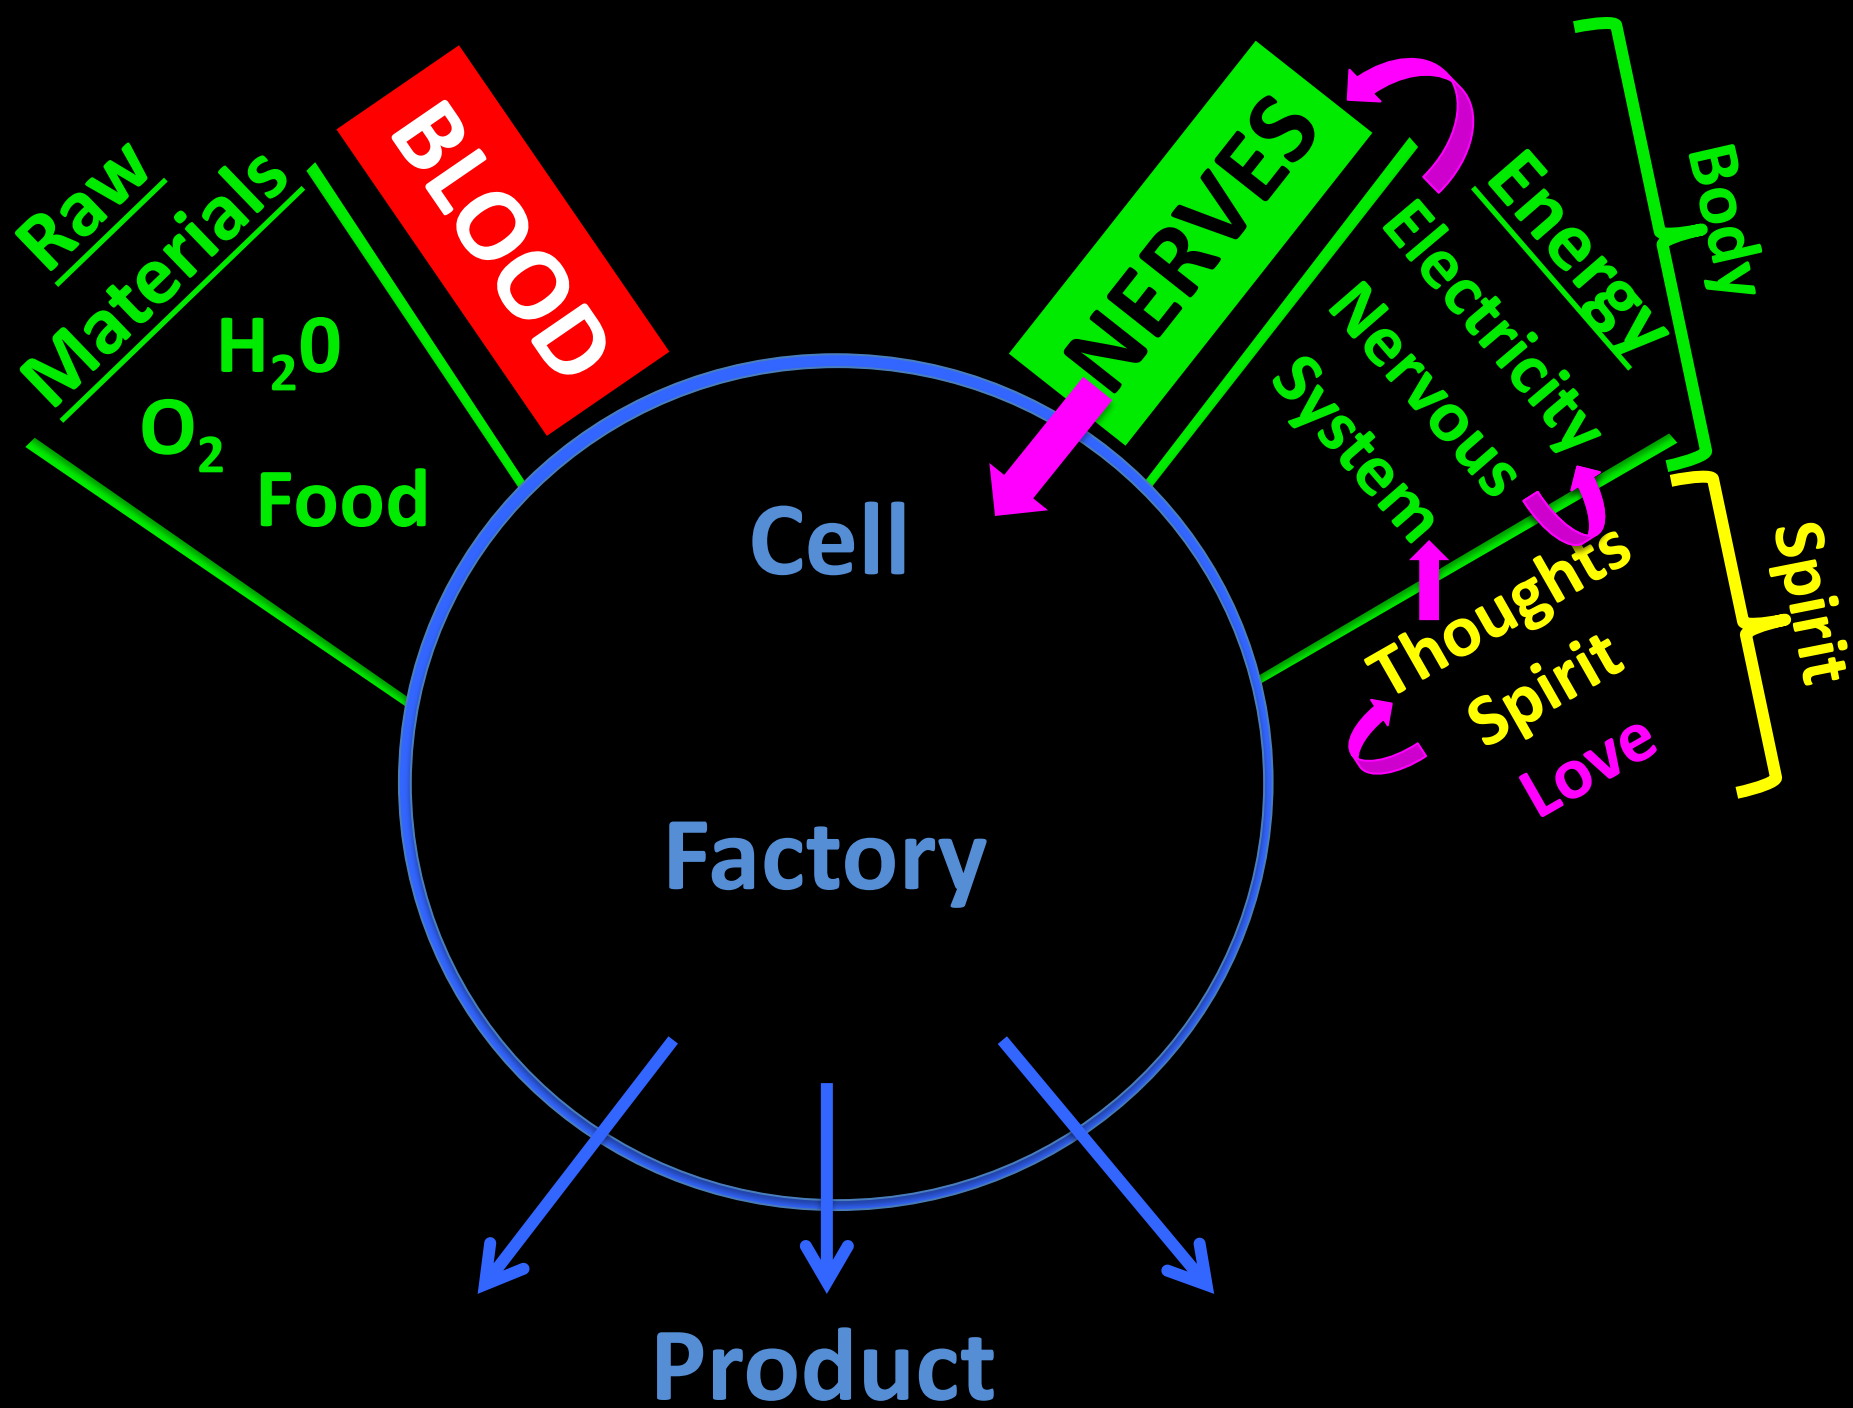 Raw
Materials
H₂0
O₂
Food
BLOOD
NERVES
Energy
Electricity
Nervous
System
Body
Thoughts
Spirit
Love
Spirit
Cell
Factory
Product